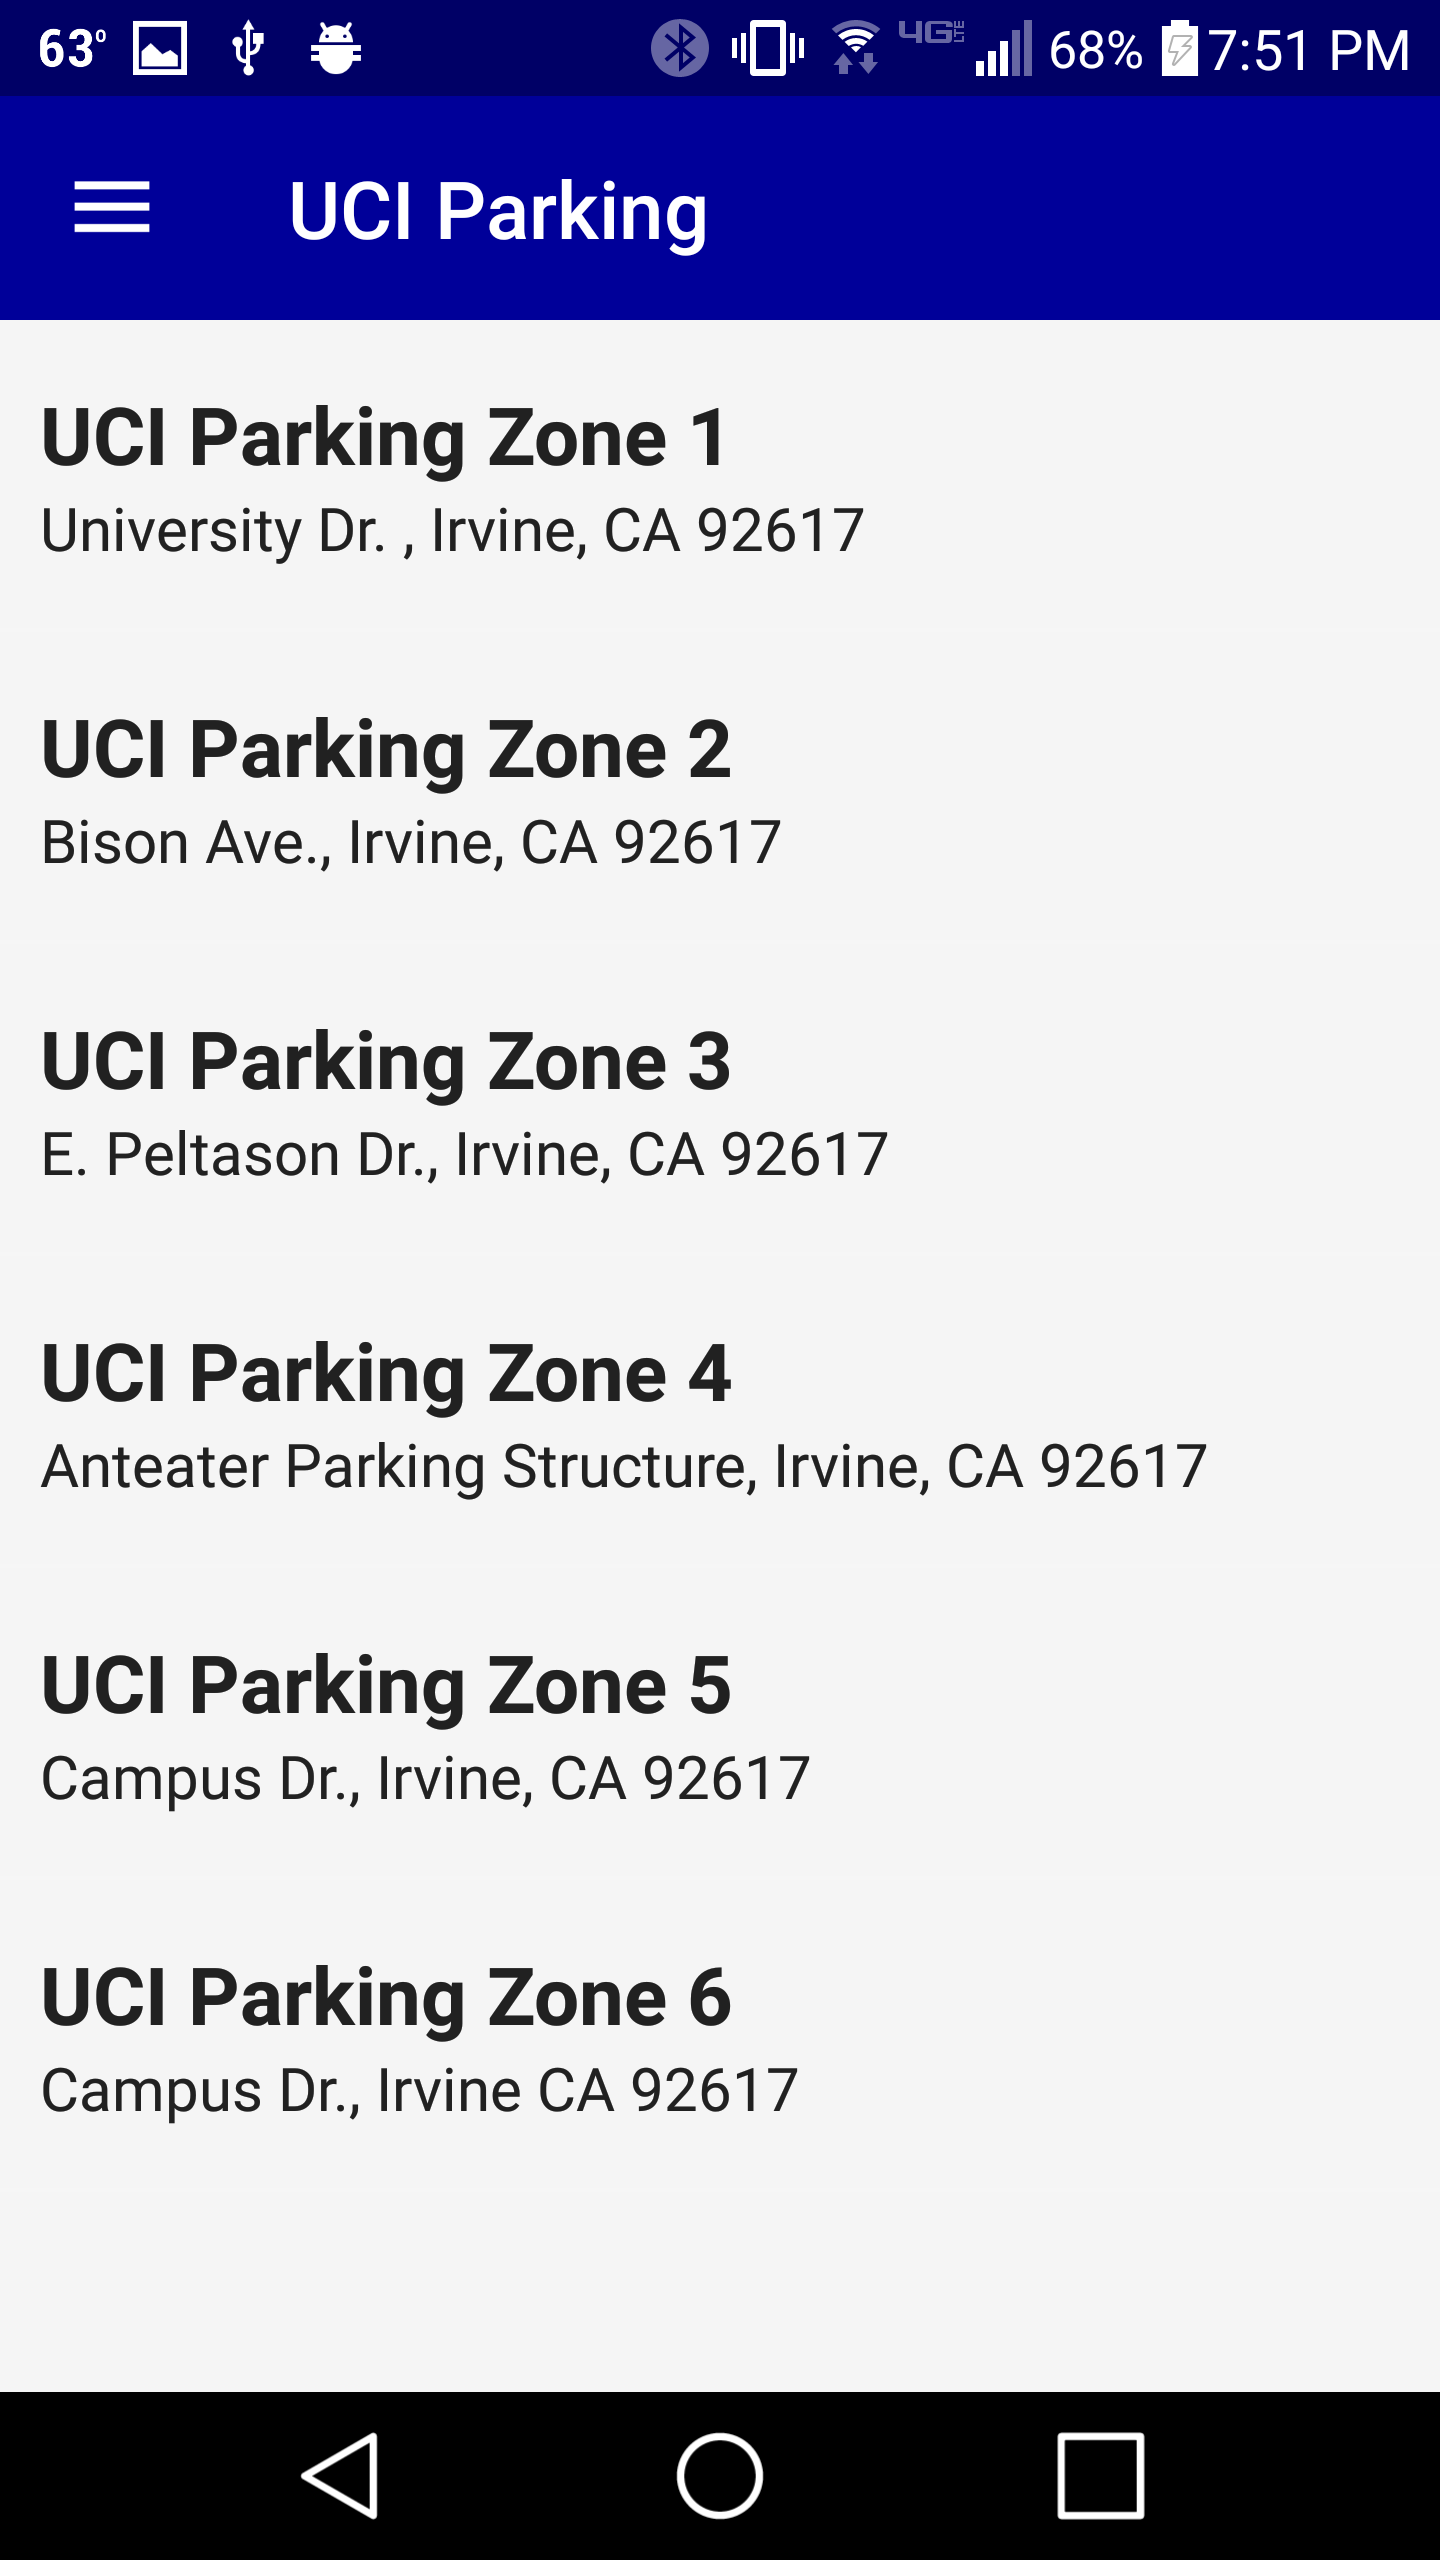 63° 4G LTE 68% 7:51 PM
UCI Parking
UCI Parking Zone 1
University Dr. , Irvine, CA 92617
UCI Parking Zone 2
Bison Ave., Irvine, CA 92617
UCI Parking Zone 3
E. Peltason Dr., Irvine, CA 92617
UCI Parking Zone 4
Anteater Parking Structure, Irvine, CA 92617
UCI Parking Zone 5
Campus Dr., Irvine, CA 92617
UCI Parking Zone 6
Campus Dr., Irvine CA 92617